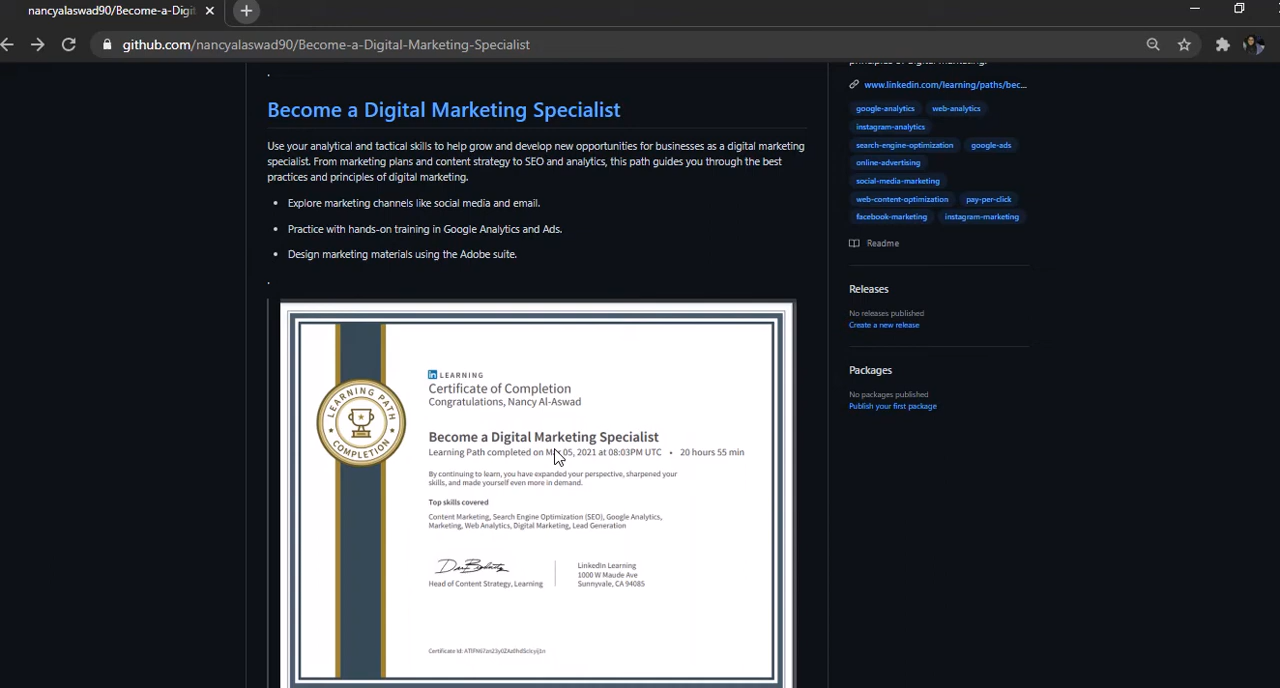 nancyalaswad90/Become-a-Digit
github.com/nancyalaswad90/Become-a-Digital-Marketing-Specialist
Become a Digital Marketing Specialist
Use your analytical and tactical skills to help grow and develop new opportunities for businesses as a digital marketing
specialist. From marketing plans and content strategy to SEO and analytics, this path guides you through the best
practices and principles of digital marketing.
• Explore marketing channels like social media and email.
• Practice with hands-on training in Google Analytics and Ads.
• Design marketing materials using the Adobe suite.
LEARNING PATH
COMPLETION
in LEARNING
Certificate of Completion
Congratulations, Nancy Al-Aswad
Become a Digital Marketing Specialist
Learning Path completed on 05, 2021 at 08:03PM UTC • 20 hours 55 min
By continuing to learn, you have expanded your perspective, sharpened your
skills, and made yourself even more in demand.
Top skills covered
Content Marketing, Search Engine Optimization (SEO), Google Analytics,
Marketing, Web Analytics, Digital Marketing, Lead Generation
Head of Content Strategy, Learning
LinkedIn Learning
1000 W Maude Ave
Sunnyvale, CA 94085
Certificate Id:
principles of digital marketing.
www.linkedin.com/learning/paths/bec...
google-analytics web-analytics
instagram-analytics
search-engine-optimization google-ads
online-advertising
social-media-marketing
web-content-optimization pay-per-click
facebook-marketing instagram-marketing
Readme
Releases
No releases published
Create a new release
Packages
No packages published
Publish your first package